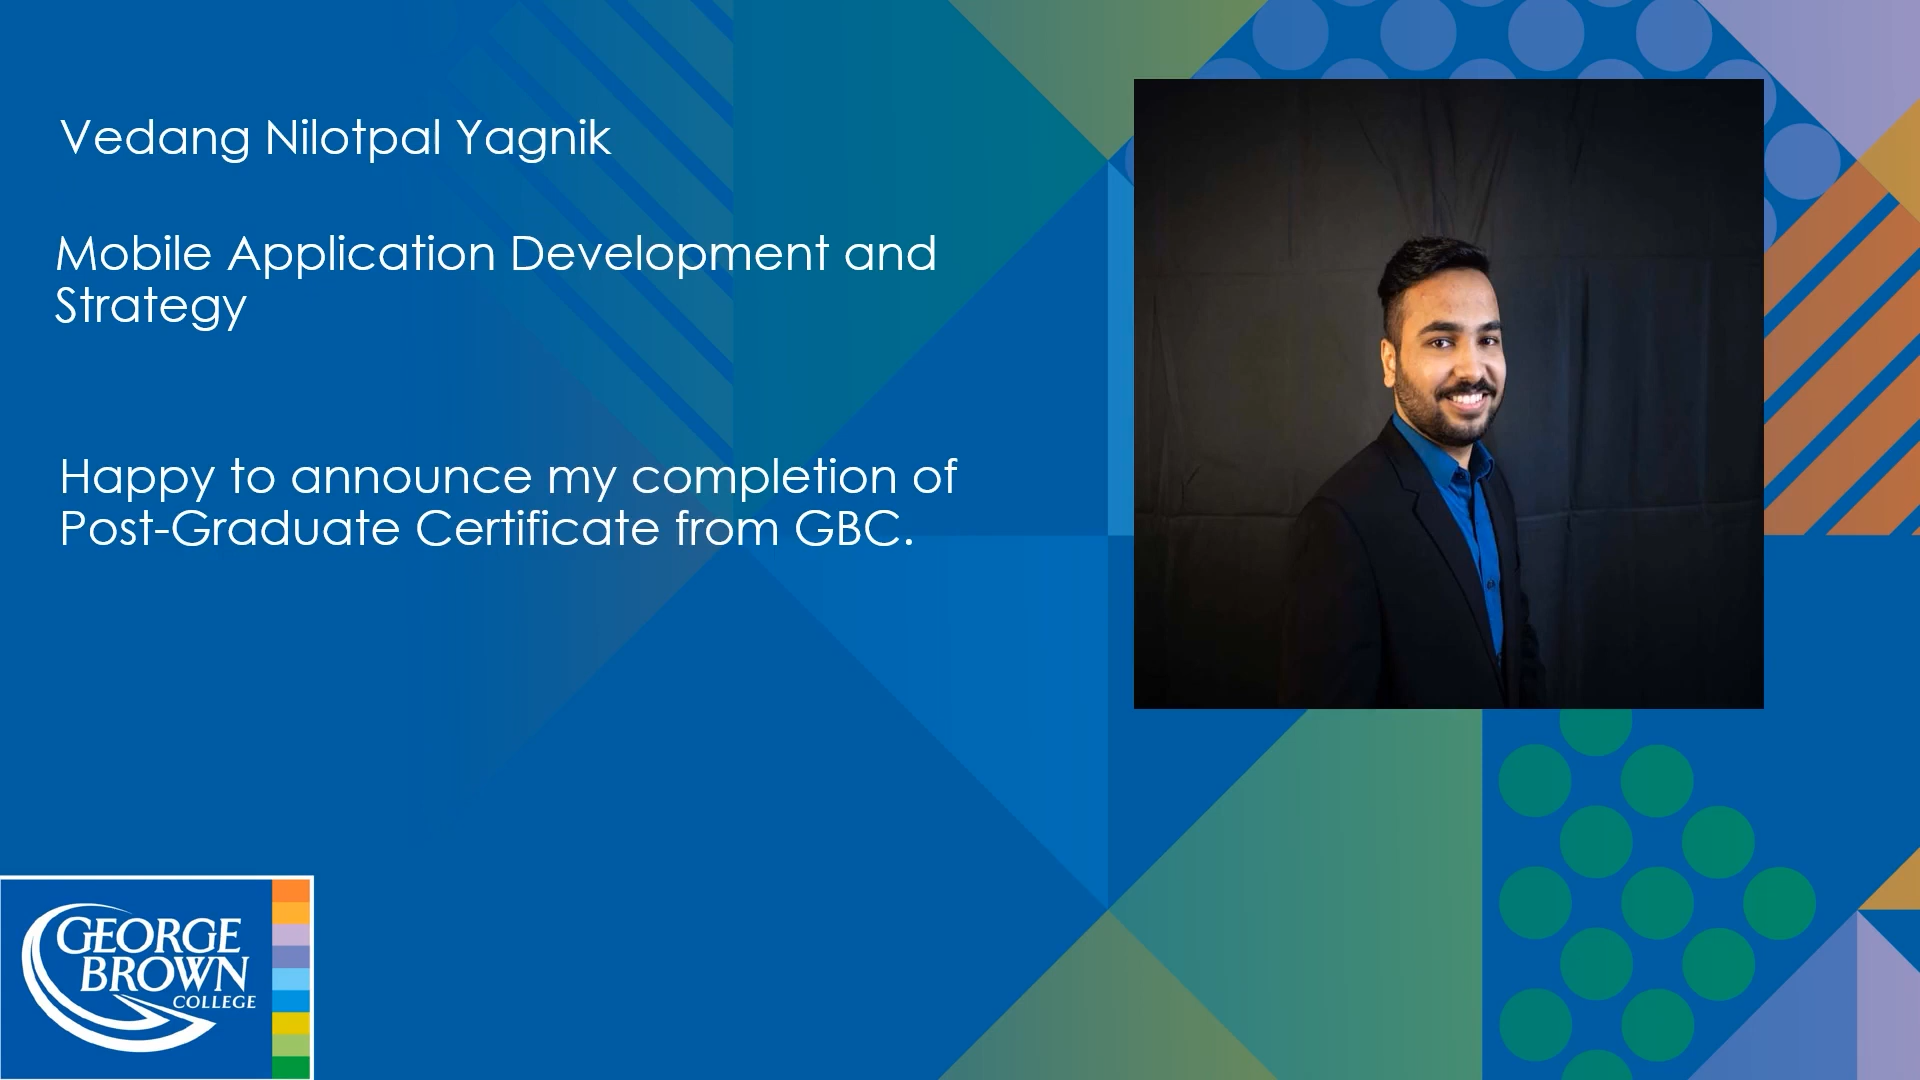 Vedang Nilotpal Yagnik
Mobile Application Development and
Strategy
Happy to announce my completion of
Post-Graduate Certificate from GBC.
GEORGE
BROWN
COLLEGE